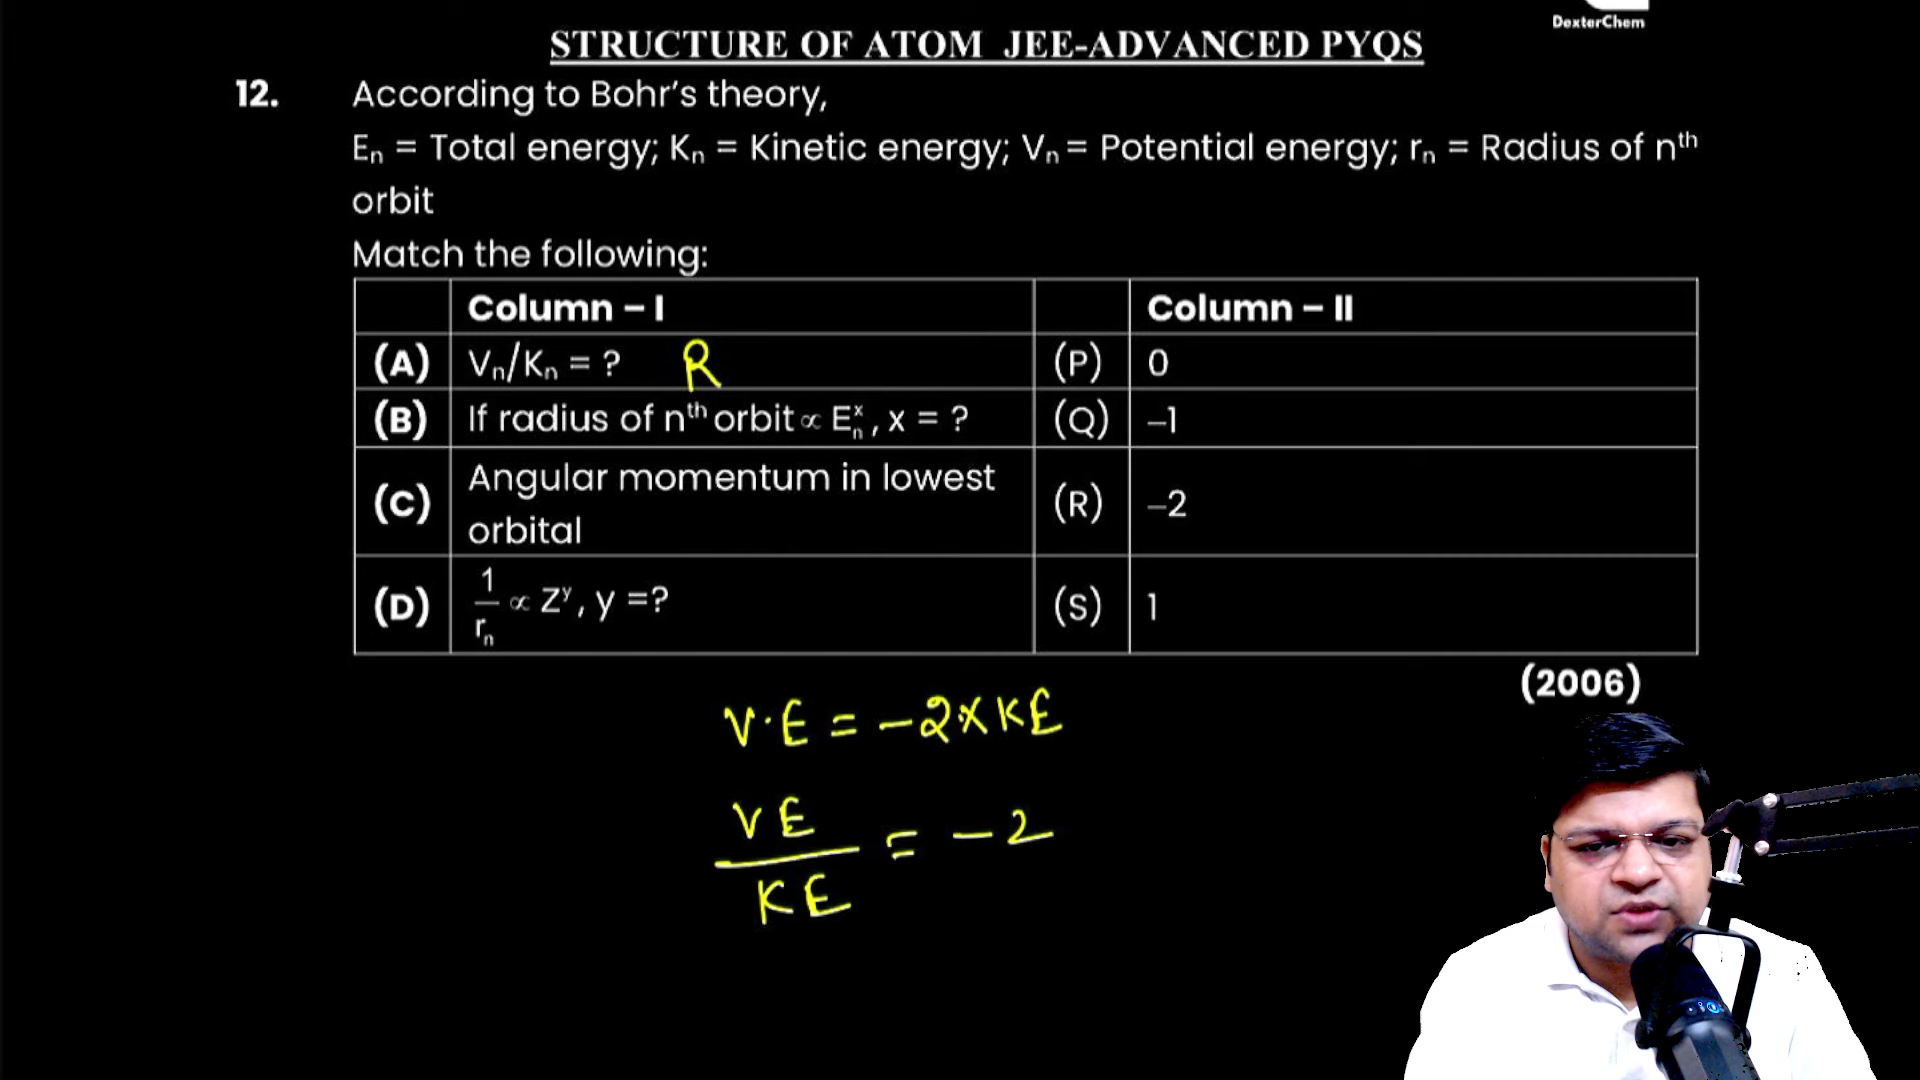 DexterChem
STRUCTURE OF ATOM JEE-ADVANCED PYQS
12. According to Bohr's theory,
Eₙ = Total energy; Kₙ = Kinetic energy; Vₙ = Potential energy; rₙ = Radius of nᵗʰ
orbit
Match the following:
Column – I Column – II
(A) Vₙ/Kₙ = ? R (P) 0
(B) If radius of nᵗʰ orbit ∝ Eₙˣ, x = ? (Q) –1
(C) Angular momentum in lowest
orbital (R) –2
(D) 1/rₙ ∝ Zʸ, y =? (S) 1
(2006)
V.E = -2×KE
VE/KE = -2